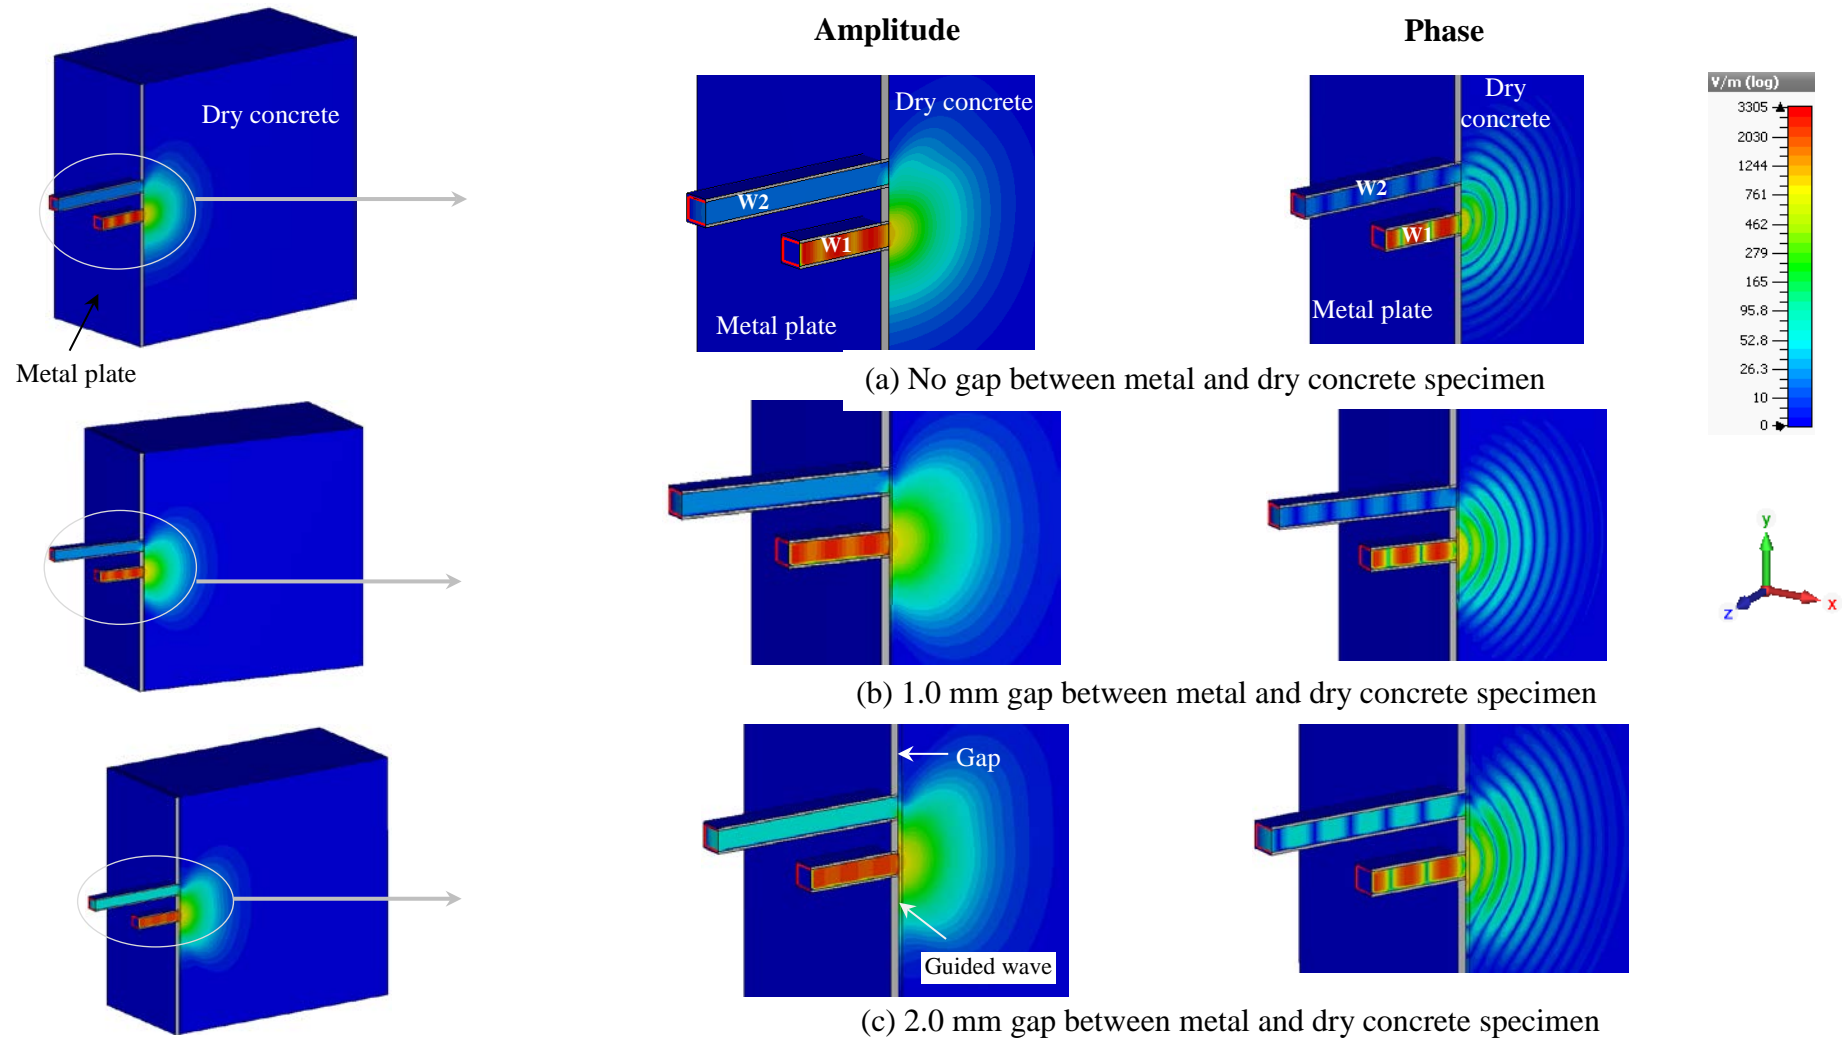 Amplitude
Phase
Dry concrete
Metal plate
Dry concrete
W2
W1
Metal plate
Dry
concrete
W2
W1
Metal plate
V/m (log)
3305
2030
1244
761
462
279
165
95.8
52.8
26.3
10
0
(a) No gap between metal and dry concrete specimen
y
z
x
(b) 1.0 mm gap between metal and dry concrete specimen
Gap
Guided wave
(c) 2.0 mm gap between metal and dry concrete specimen